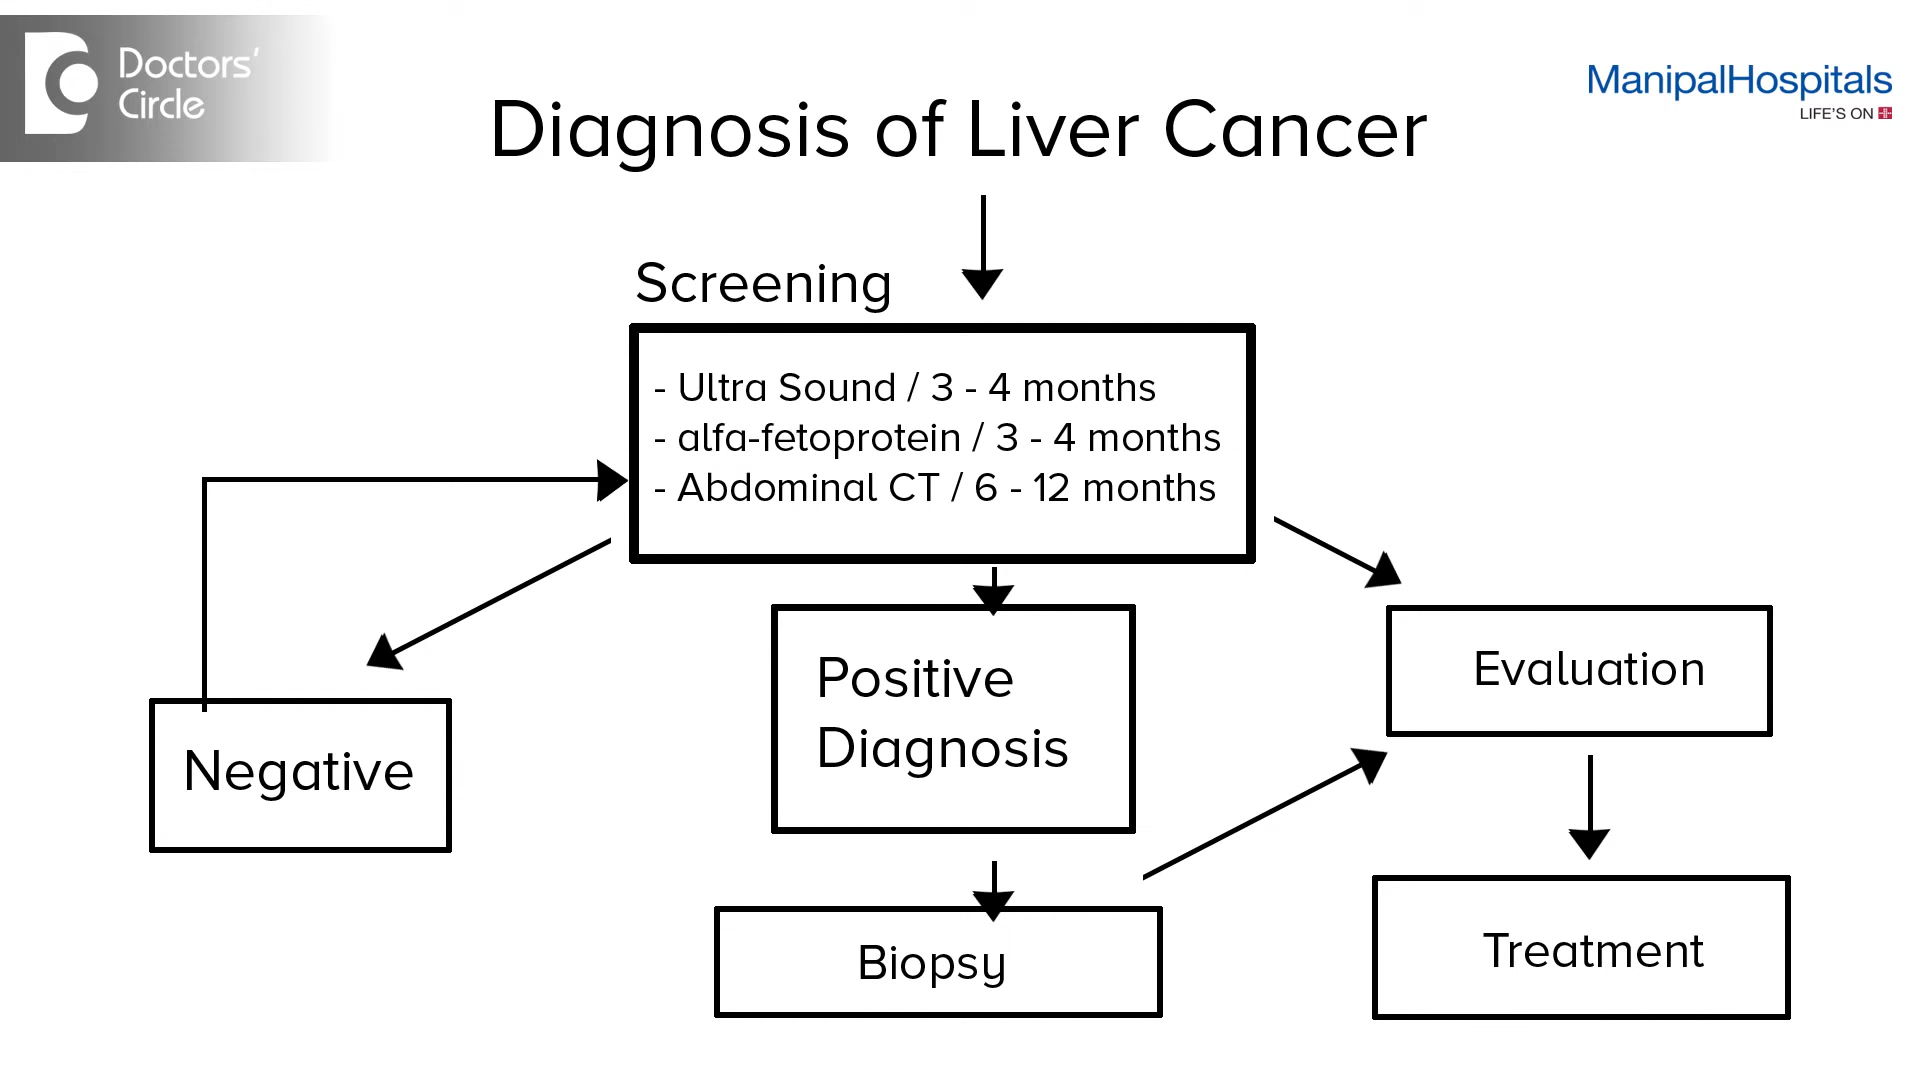 Doctors'
Circle
ManipalHospitals
LIFE'S ON
Diagnosis of Liver Cancer
Screening
- Ultra Sound / 3 - 4 months
- alfa-fetoprotein / 3 - 4 months
- Abdominal CT / 6 - 12 months
Negative
Positive
Diagnosis
Evaluation
Biopsy
Treatment